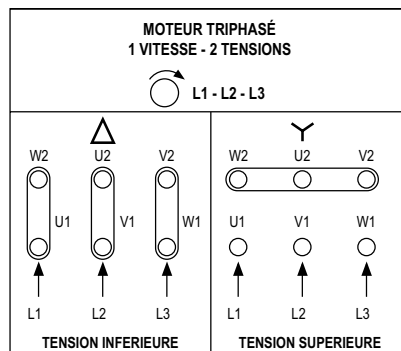 MOTEUR TRIPHASÉ
1 VITESSE - 2 TENSIONS
L1 - L2 - L3
W2 U2 V2
U1 V1 W1
L1 L2 L3
TENSION INFERIEURE
W2 U2 V2
U1 V1 W1
L1 L2 L3
TENSION SUPERIEURE